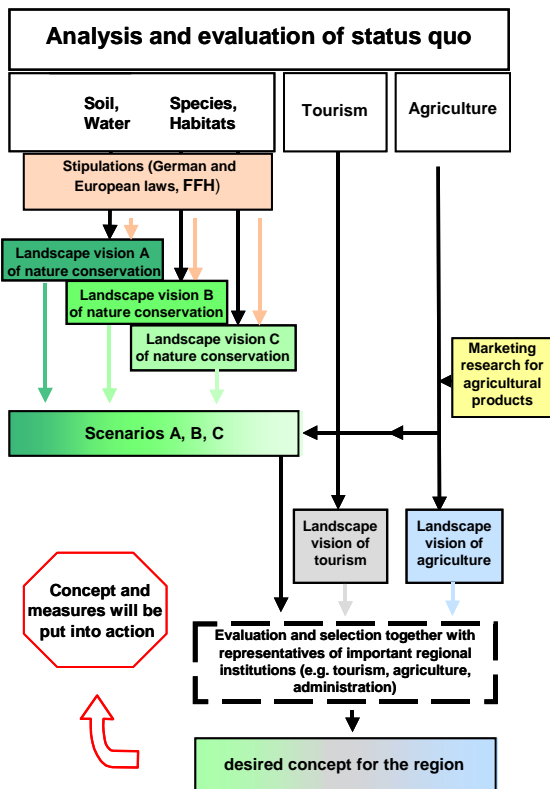 Analysis and evaluation of status quo
Soil,
Water
Species,
Habitats
Tourism
Agriculture
Stipulations (German and
European laws, FFH)
Landscape vision A
of nature conservation
Landscape vision B
of nature conservation
Landscape vision C
of nature conservation
Marketing
research for
agricultural
products
Scenarios A, B, C
Landscape
vision of
tourism
Landscape
vision of
agriculture
Concept and
measures will be
put into action
Evaluation and selection together with
representatives of important regional
institutions (e.g. tourism, agriculture,
administration)
desired concept for the region